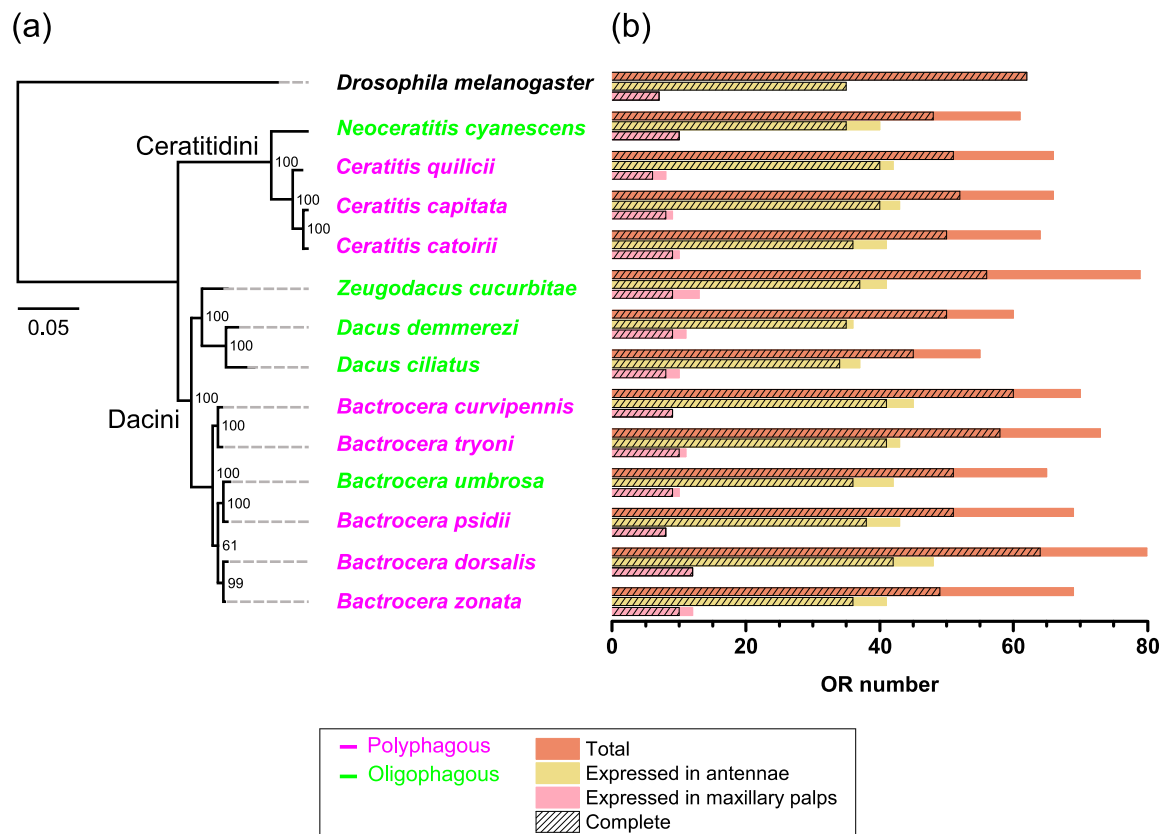 (a)
(b)
Drosophila melanogaster
Neoceratitis cyanescens
Ceratitidini
100
Ceratitis quilicii
100
Ceratitis capitata
100
Ceratitis catoirii
Zeugodacus cucurbitae
0.05
100
Dacus demmerezi
100
Dacus ciliatus
100
Bactrocera curvipennis
Dacini
100
Bactrocera tryoni
100
Bactrocera umbrosa
100
Bactrocera psidii
61
Bactrocera dorsalis
99
Bactrocera zonata
0 20 40 60 80
OR number
Polyphagous
Oligophagous
Total
Expressed in antennae
Expressed in maxillary palps
Complete